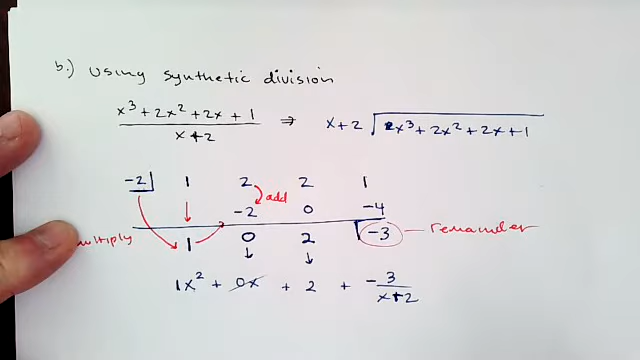 b.) using synthetic division
x³ + 2x² + 2x + 1 / x+2 ⇒ x+2 √ x³ + 2x² + 2x + 1
-2 | 1 2 2 1
add
-2 0 -4
multiply 1 0 2 -3 — remainder
1x² + 0x + 2 + -3/x+2